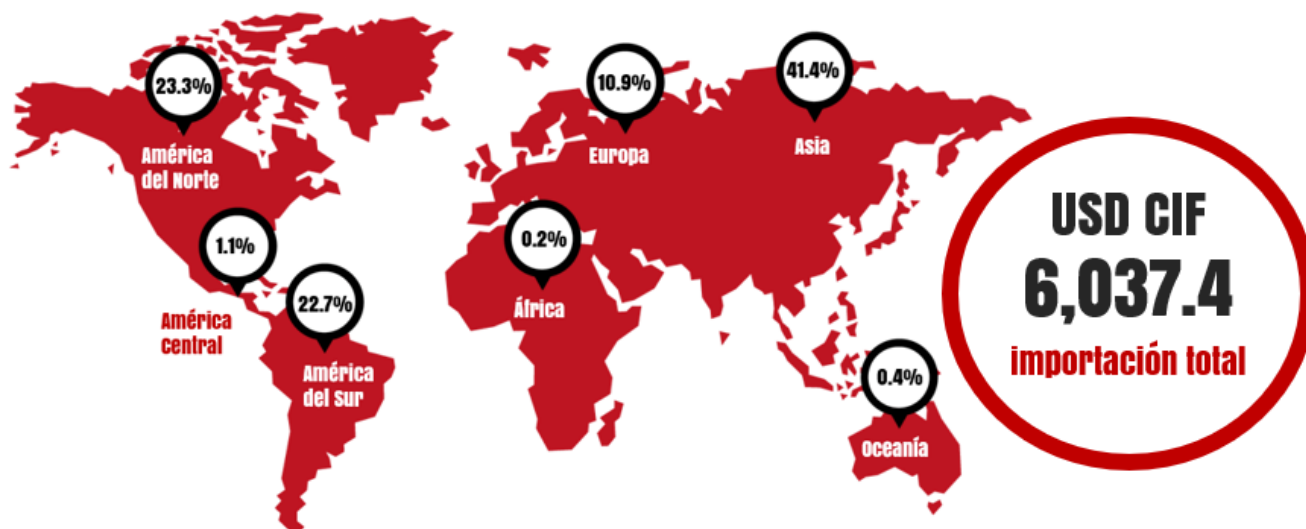 23.3%
América
del Norte
1.1%
América
Central
22.7%
América
del Sur
10.9%
Europa
41.4%
Asia
0.2%
África
0.4%
Oceanía
USD CIF
6,037.4
importación total